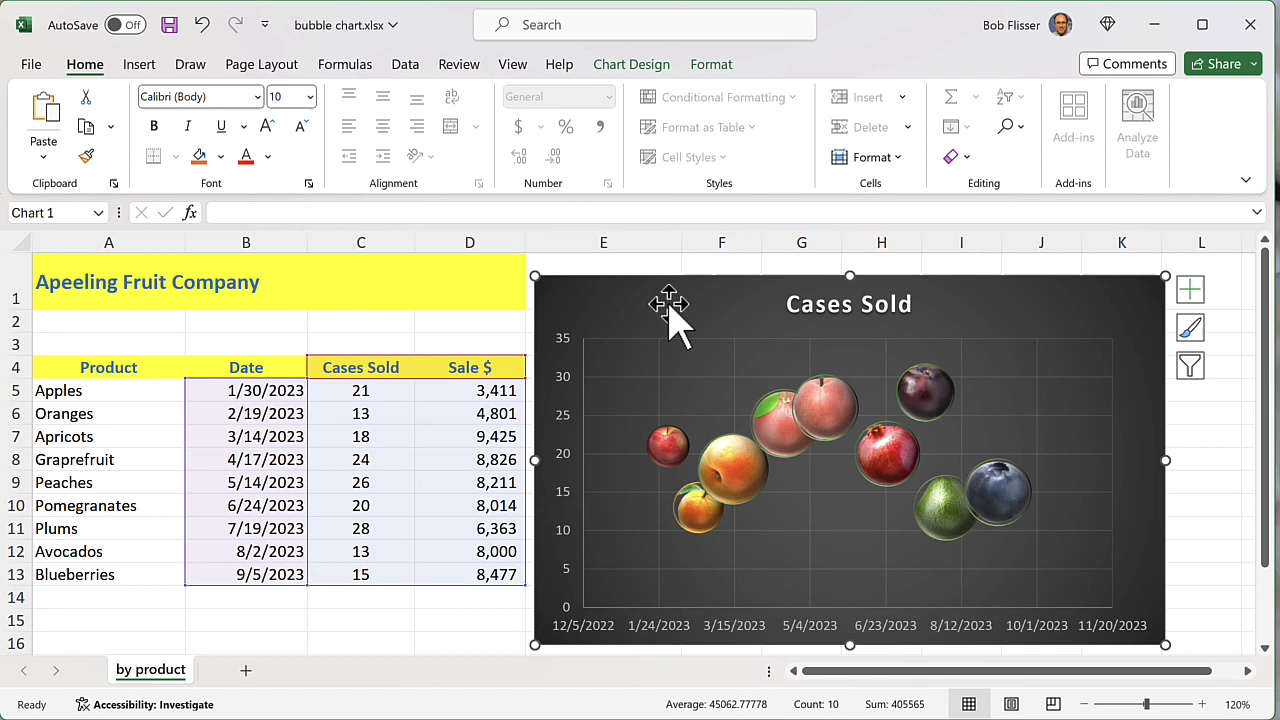 AutoSave Off bubble chart.xlsx Search Bob Flisser
File Home Insert Draw Page Layout Formulas Data Review View Help Chart Design Format Comments Share
Paste
Calibri (Body) 10
B I U A A
A
General
$ %
Conditional Formatting
Format as Table
Cell Styles
Insert
Delete
Format
Add-ins
Analyze
Data
Clipboard Font Alignment Number Styles Cells Editing Add-ins
Chart 1 fx
A B C D E F G H I J K L
1 Apeeling Fruit Company
2
3
4 Product Date Cases Sold Sale $
5 Apples 1/30/2023 21 3,411
6 Oranges 2/19/2023 13 4,801
7 Apricots 3/14/2023 18 9,425
8 Graprefruit 4/17/2023 24 8,826
9 Peaches 5/14/2023 26 8,211
10 Pomegranates 6/24/2023 20 8,014
11 Plums 7/19/2023 28 6,363
12 Avocados 8/2/2023 13 8,000
13 Blueberries 9/5/2023 15 8,477
14
15
16
Cases Sold
35
30
25
20
15
10
5
0
12/5/2022 1/24/2023 3/15/2023 5/4/2023 6/23/2023 8/12/2023 10/1/2023 11/20/2023
by product
Ready Accessibility: Investigate Average: 45062.77778 Count: 10 Sum: 405565 120%